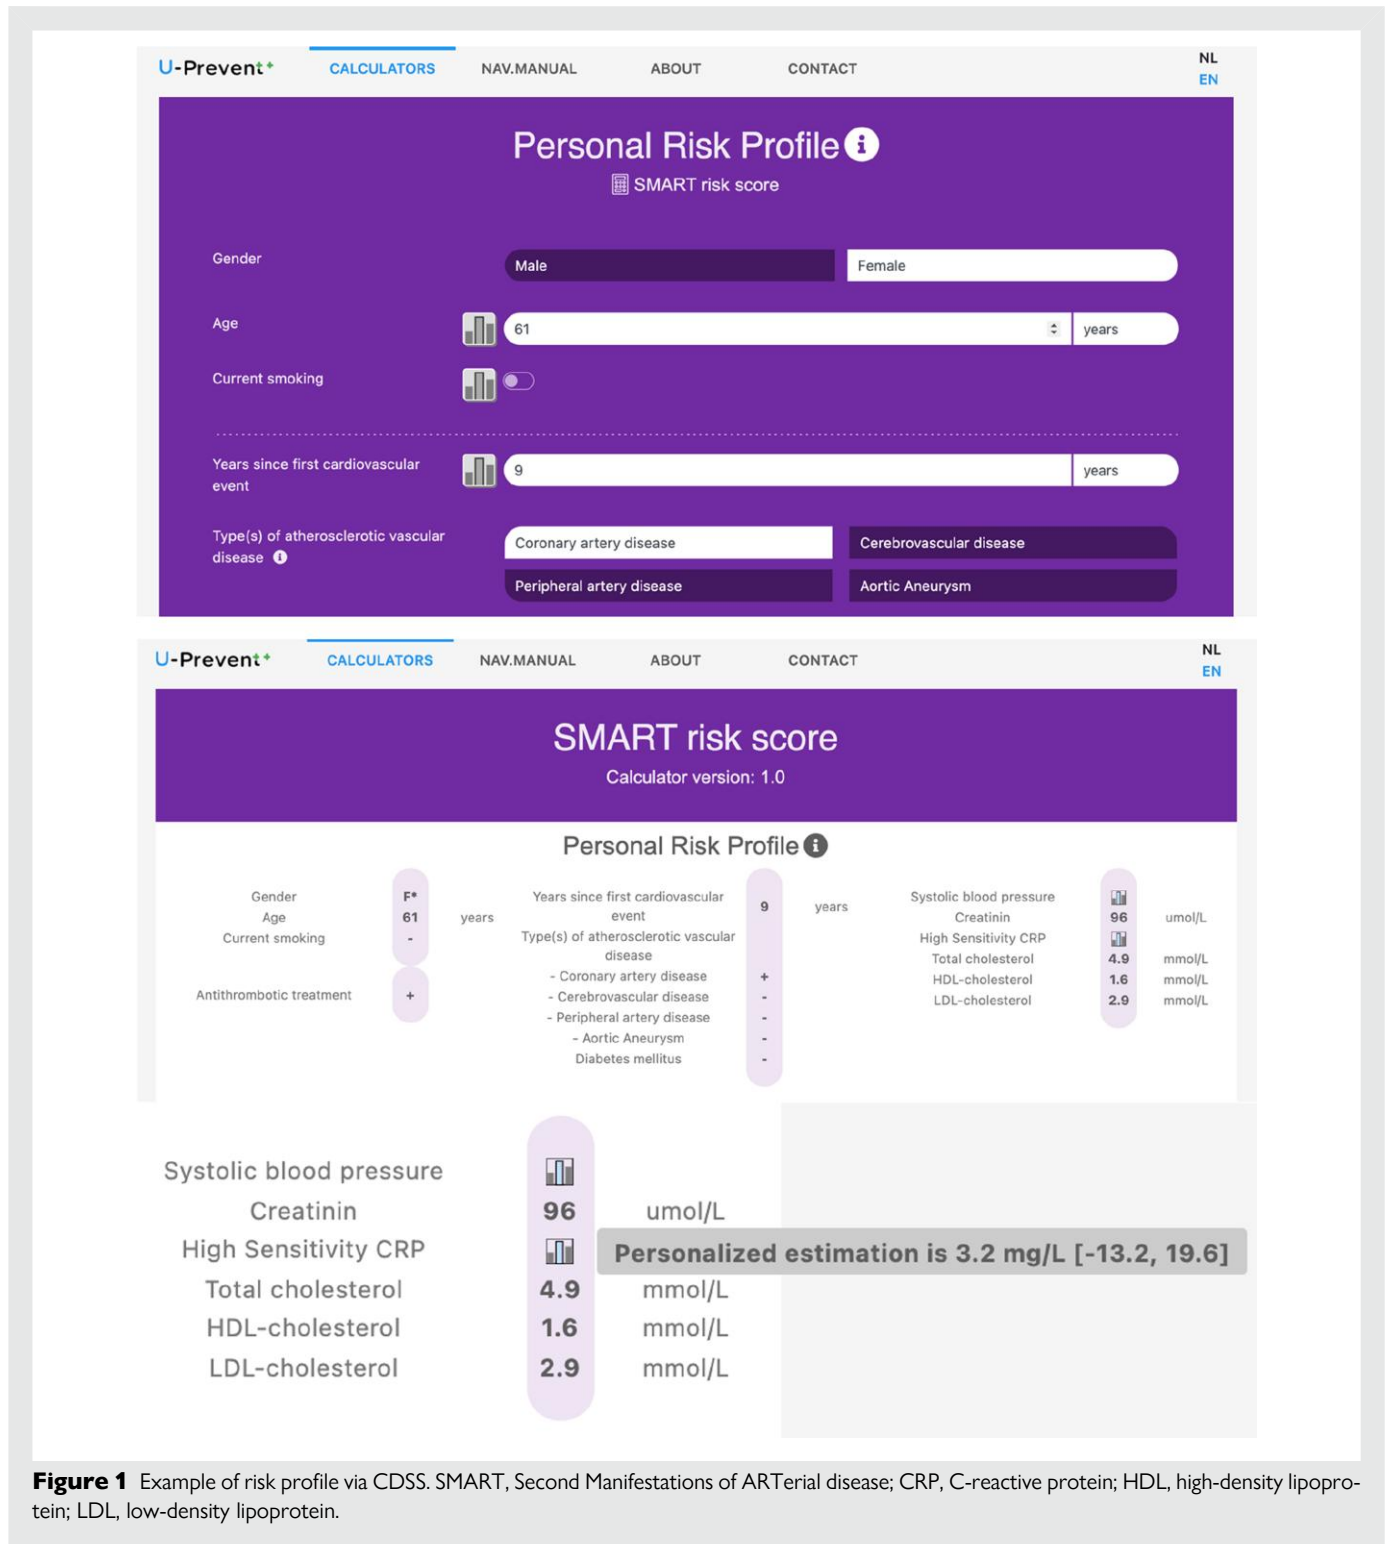 U-Prevent+ CALCULATORS NAV.MANUAL ABOUT CONTACT NL
EN
Personal Risk Profile i
SMART risk score
Gender Male Female
Age 61 years
Current smoking
Years since first cardiovascular
event
9 years
Type(s) of atherosclerotic vascular
disease i
Coronary artery disease Cerebrovascular disease
Peripheral artery disease Aortic Aneurysm
U-Prevent+ CALCULATORS NAV.MANUAL ABOUT CONTACT NL
EN
SMART risk score
Calculator version: 1.0
Personal Risk Profile i
Gender F*
Age 61 years
Current smoking -
Antithrombotic treatment +
Years since first cardiovascular
event
9 years
Type(s) of atherosclerotic vascular
disease
- Coronary artery disease +
- Cerebrovascular disease -
- Peripheral artery disease -
- Aortic Aneurysm -
Diabetes mellitus -
Systolic blood pressure
Creatinin 96 umol/L
High Sensitivity CRP
Total cholesterol 4.9 mmol/L
HDL-cholesterol 1.6 mmol/L
LDL-cholesterol 2.9 mmol/L
Systolic blood pressure
Creatinin 96 umol/L
High Sensitivity CRP Personalized estimation is 3.2 mg/L [-13.2, 19.6]
Total cholesterol 4.9 mmol/L
HDL-cholesterol 1.6 mmol/L
LDL-cholesterol 2.9 mmol/L
Figure 1 Example of risk profile via CDSS. SMART, Second Manifestations of ARTerial disease; CRP, C-reactive protein; HDL, high-density lipopro-
tein; LDL, low-density lipoprotein.